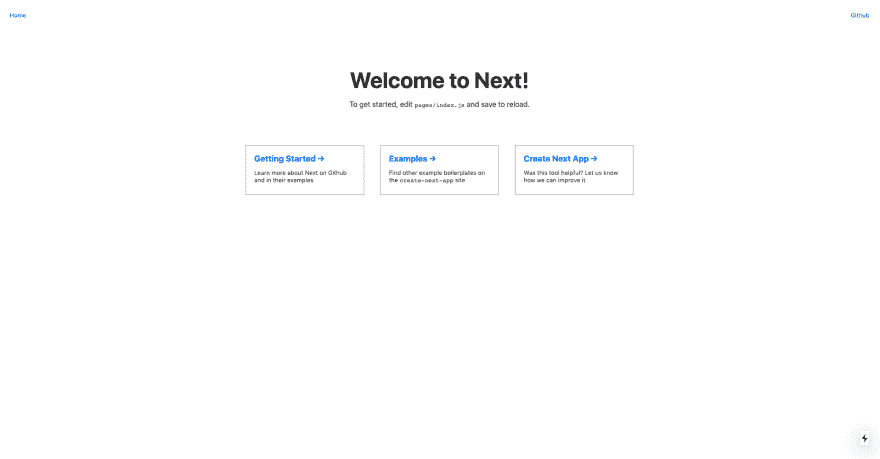 Home
Github
Welcome to Next!
To get started, edit pages/index.js and save to reload.
Getting Started →
Learn more about Next on Github
and in their examples
Examples →
Find other example boilerplates on
the create-next-app site
Create Next App →
Was this tool helpful? Let us know
how we can improve it